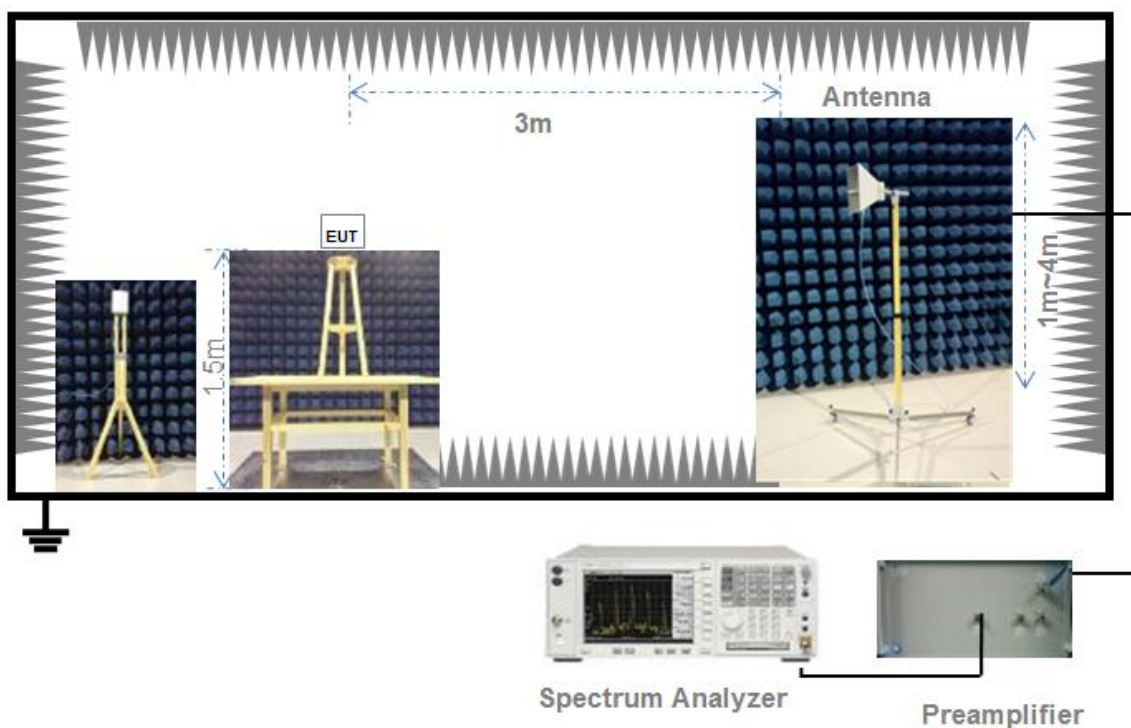 Antenna
3m
EUT
1.5m
1m~4m
Spectrum Analyzer
Preamplifier